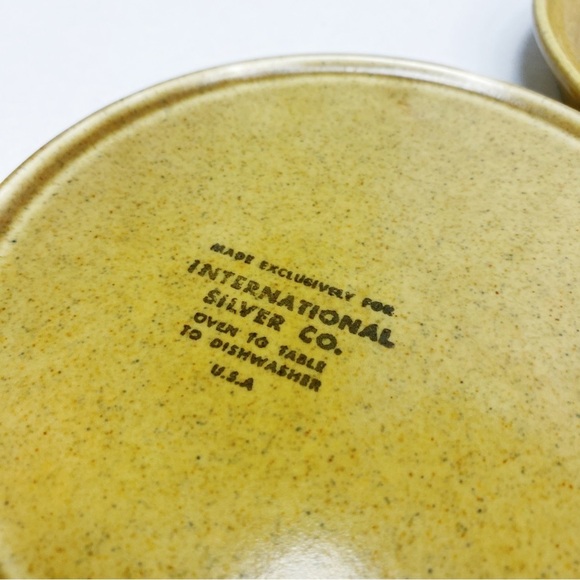 MADE EXCLUSIVELY FOR
INTERNATIONAL
SILVER CO.
OVEN TO TABLE
TO DISHWASHER
U.S.A